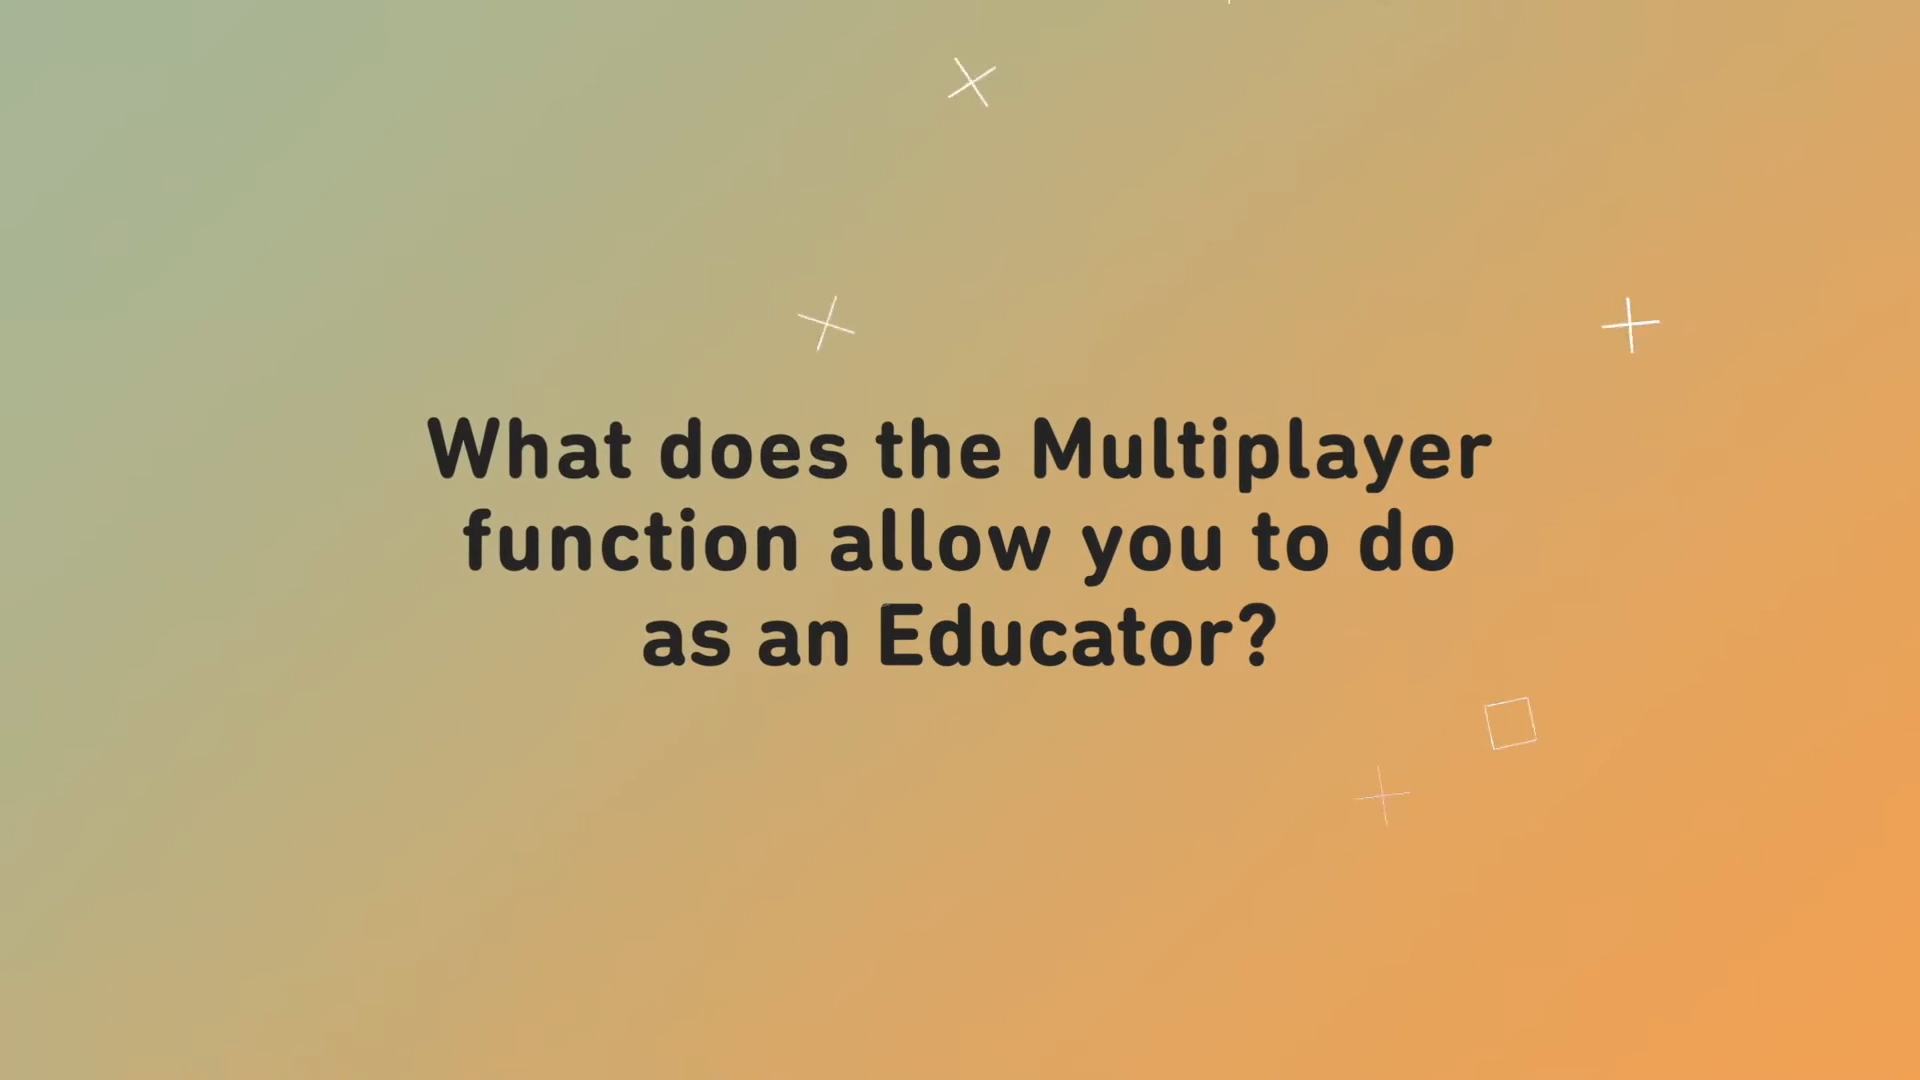 What does the Multiplayer
function allow you to do
as an Educator?